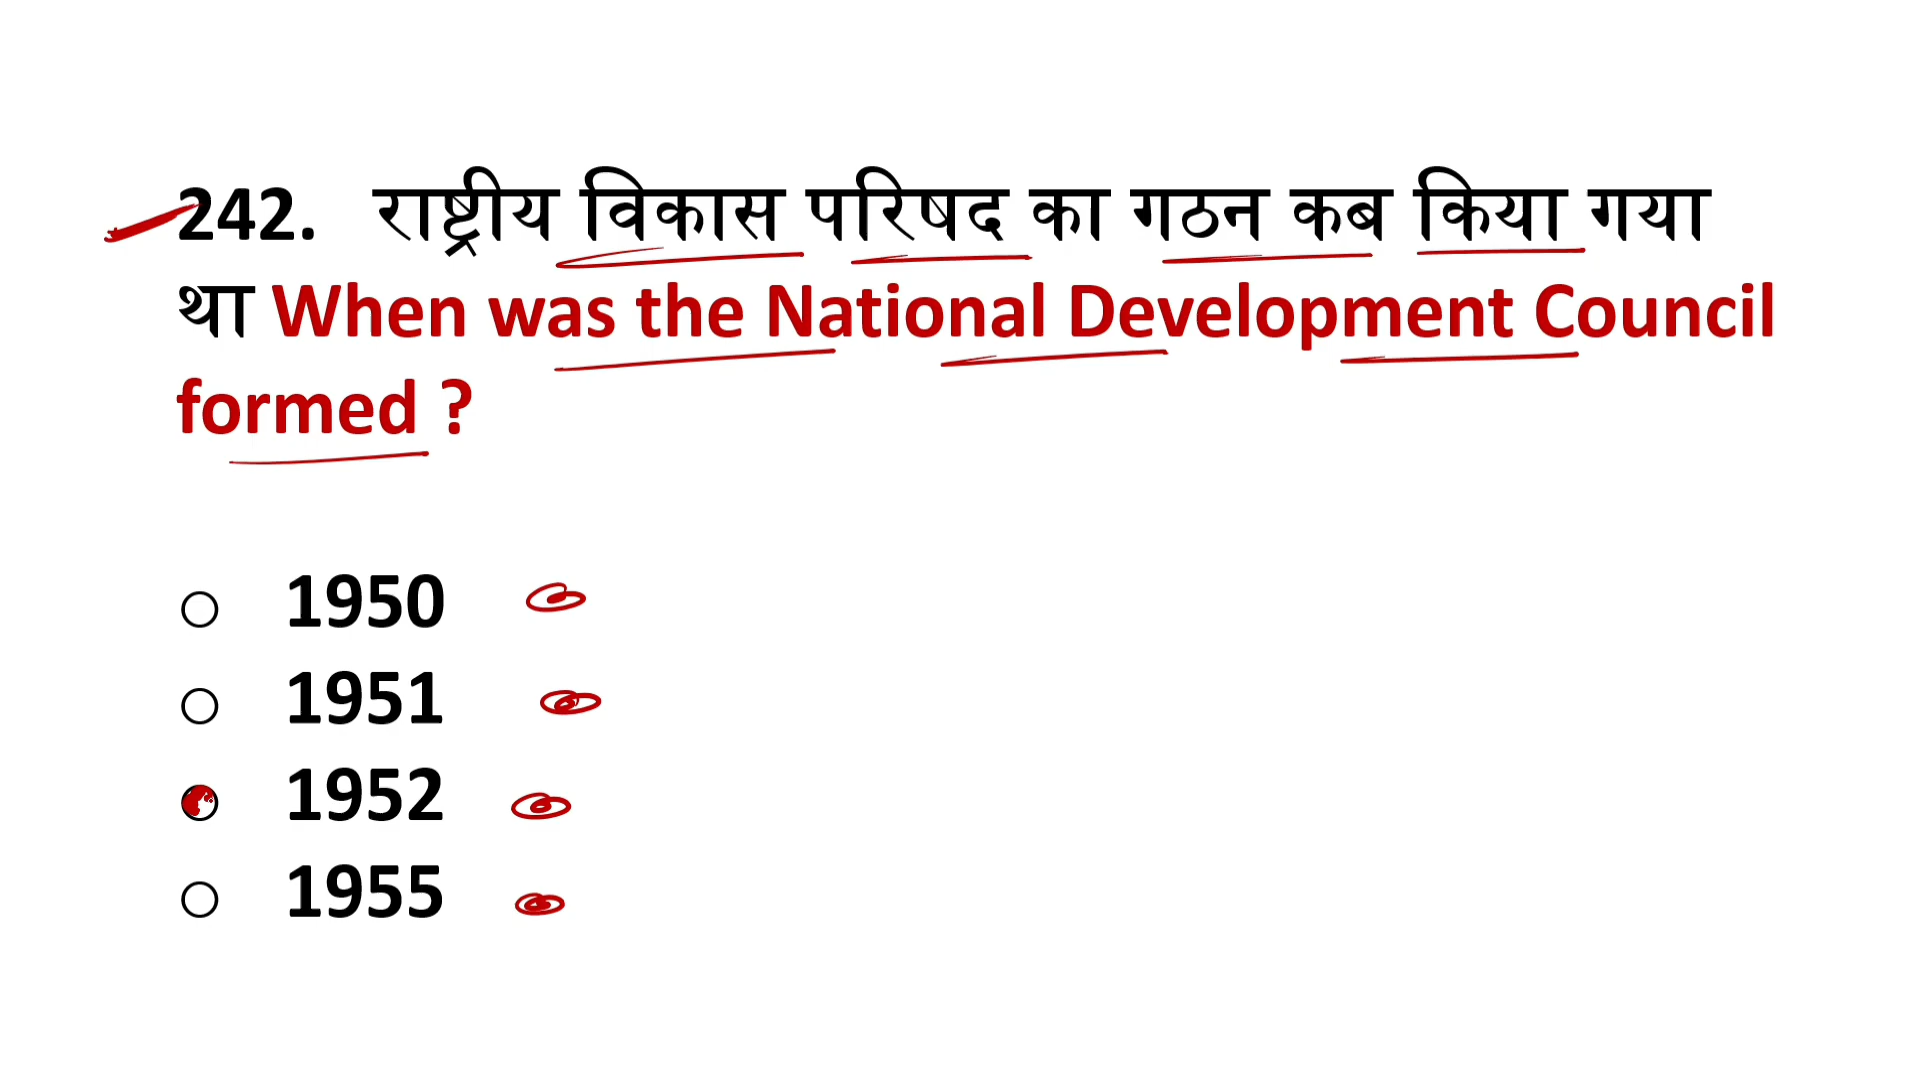 242. राष्ट्रीय विकास परिषद का गठन कब किया गया
था When was the National Development Council
formed ?
1950
1951
1952
1955